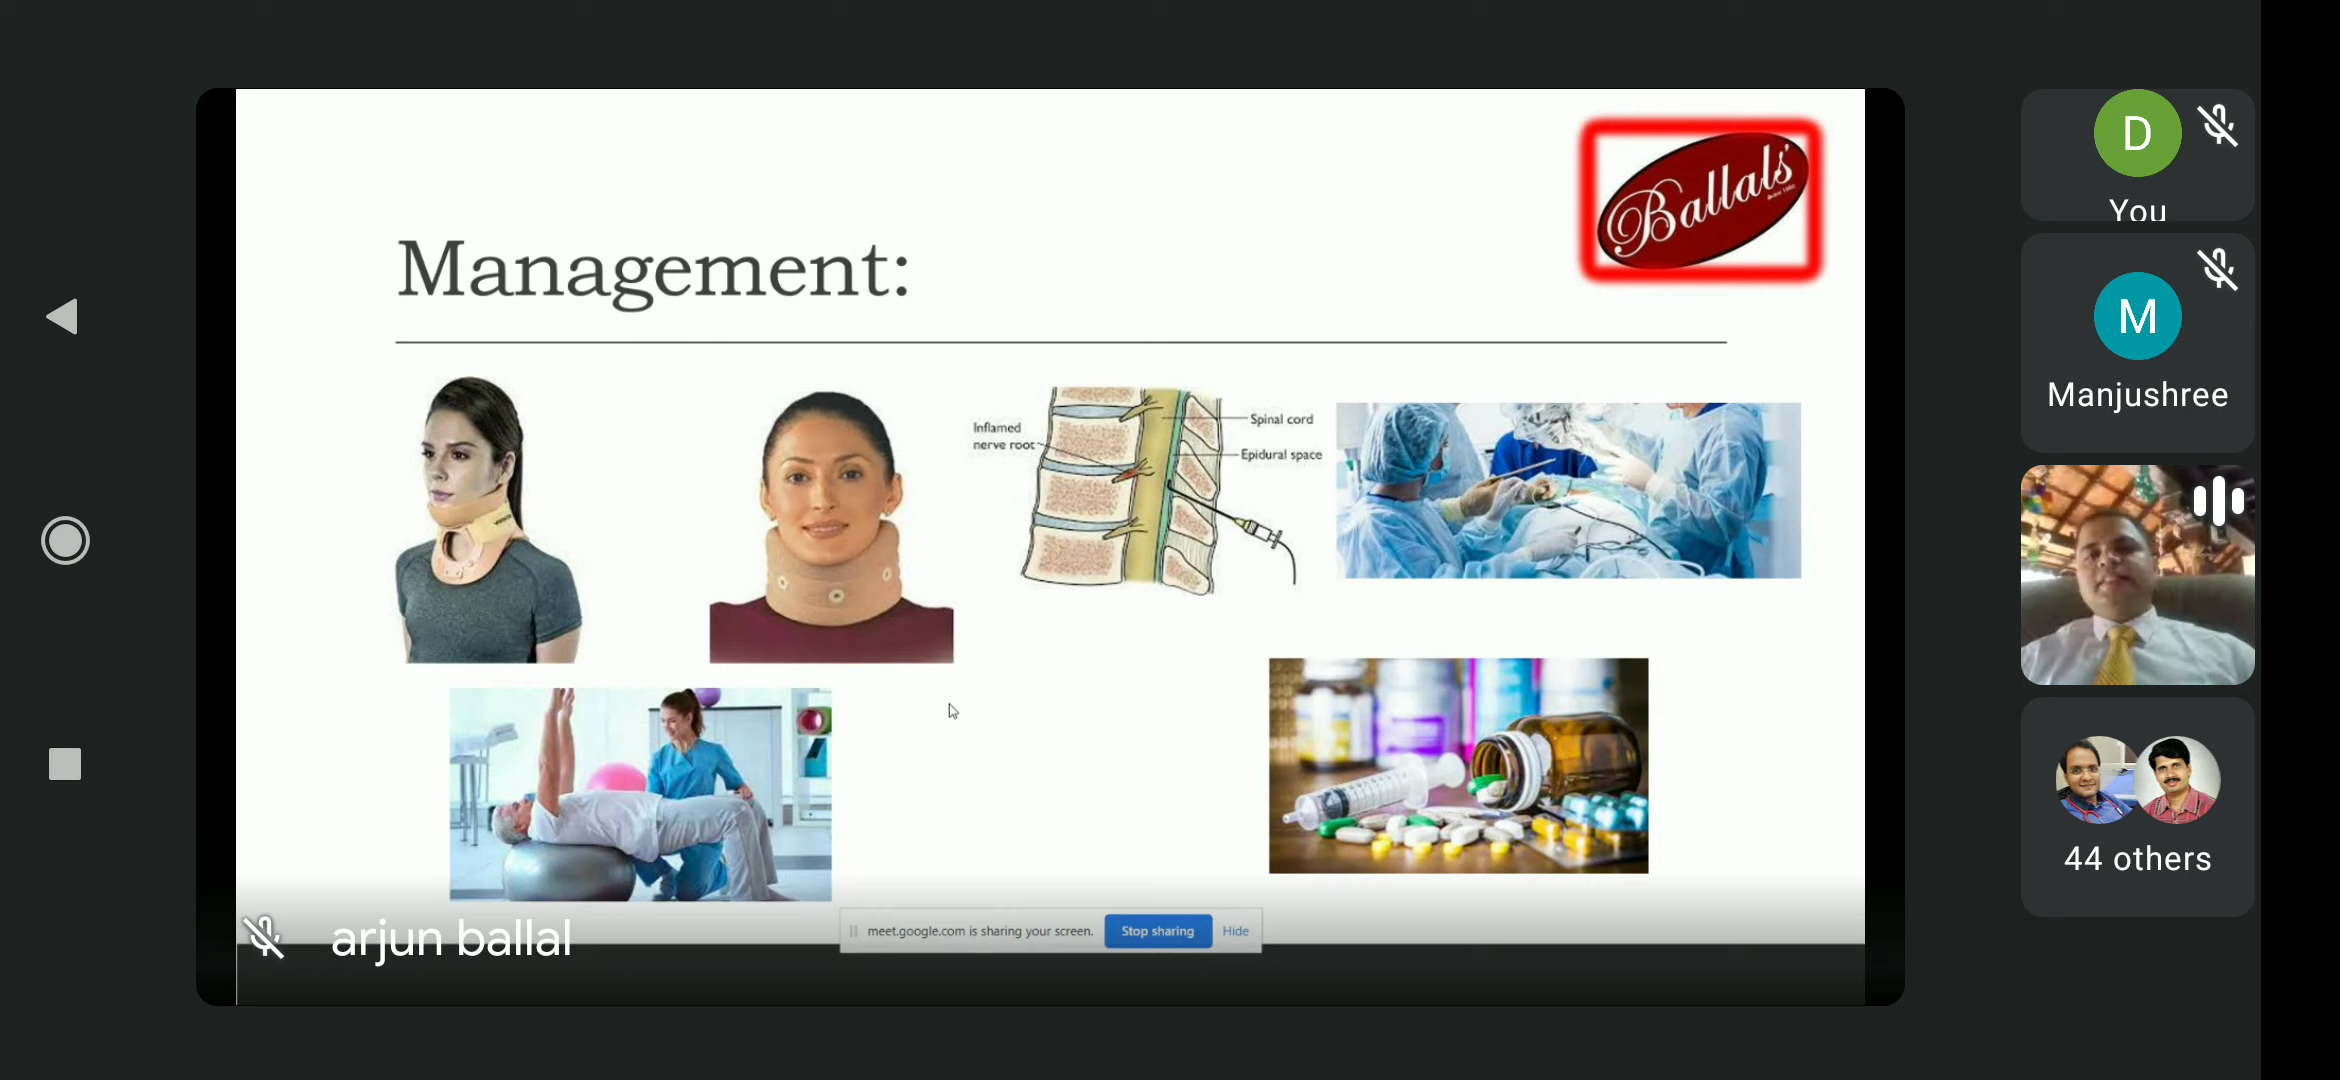 Ballals'
Management:
Inflamed
nerve root
Spinal cord
Epidural space
arjun ballal
meet.google.com is sharing your screen.
Stop sharing
Hide
D
You
M
Manjushree
44 others